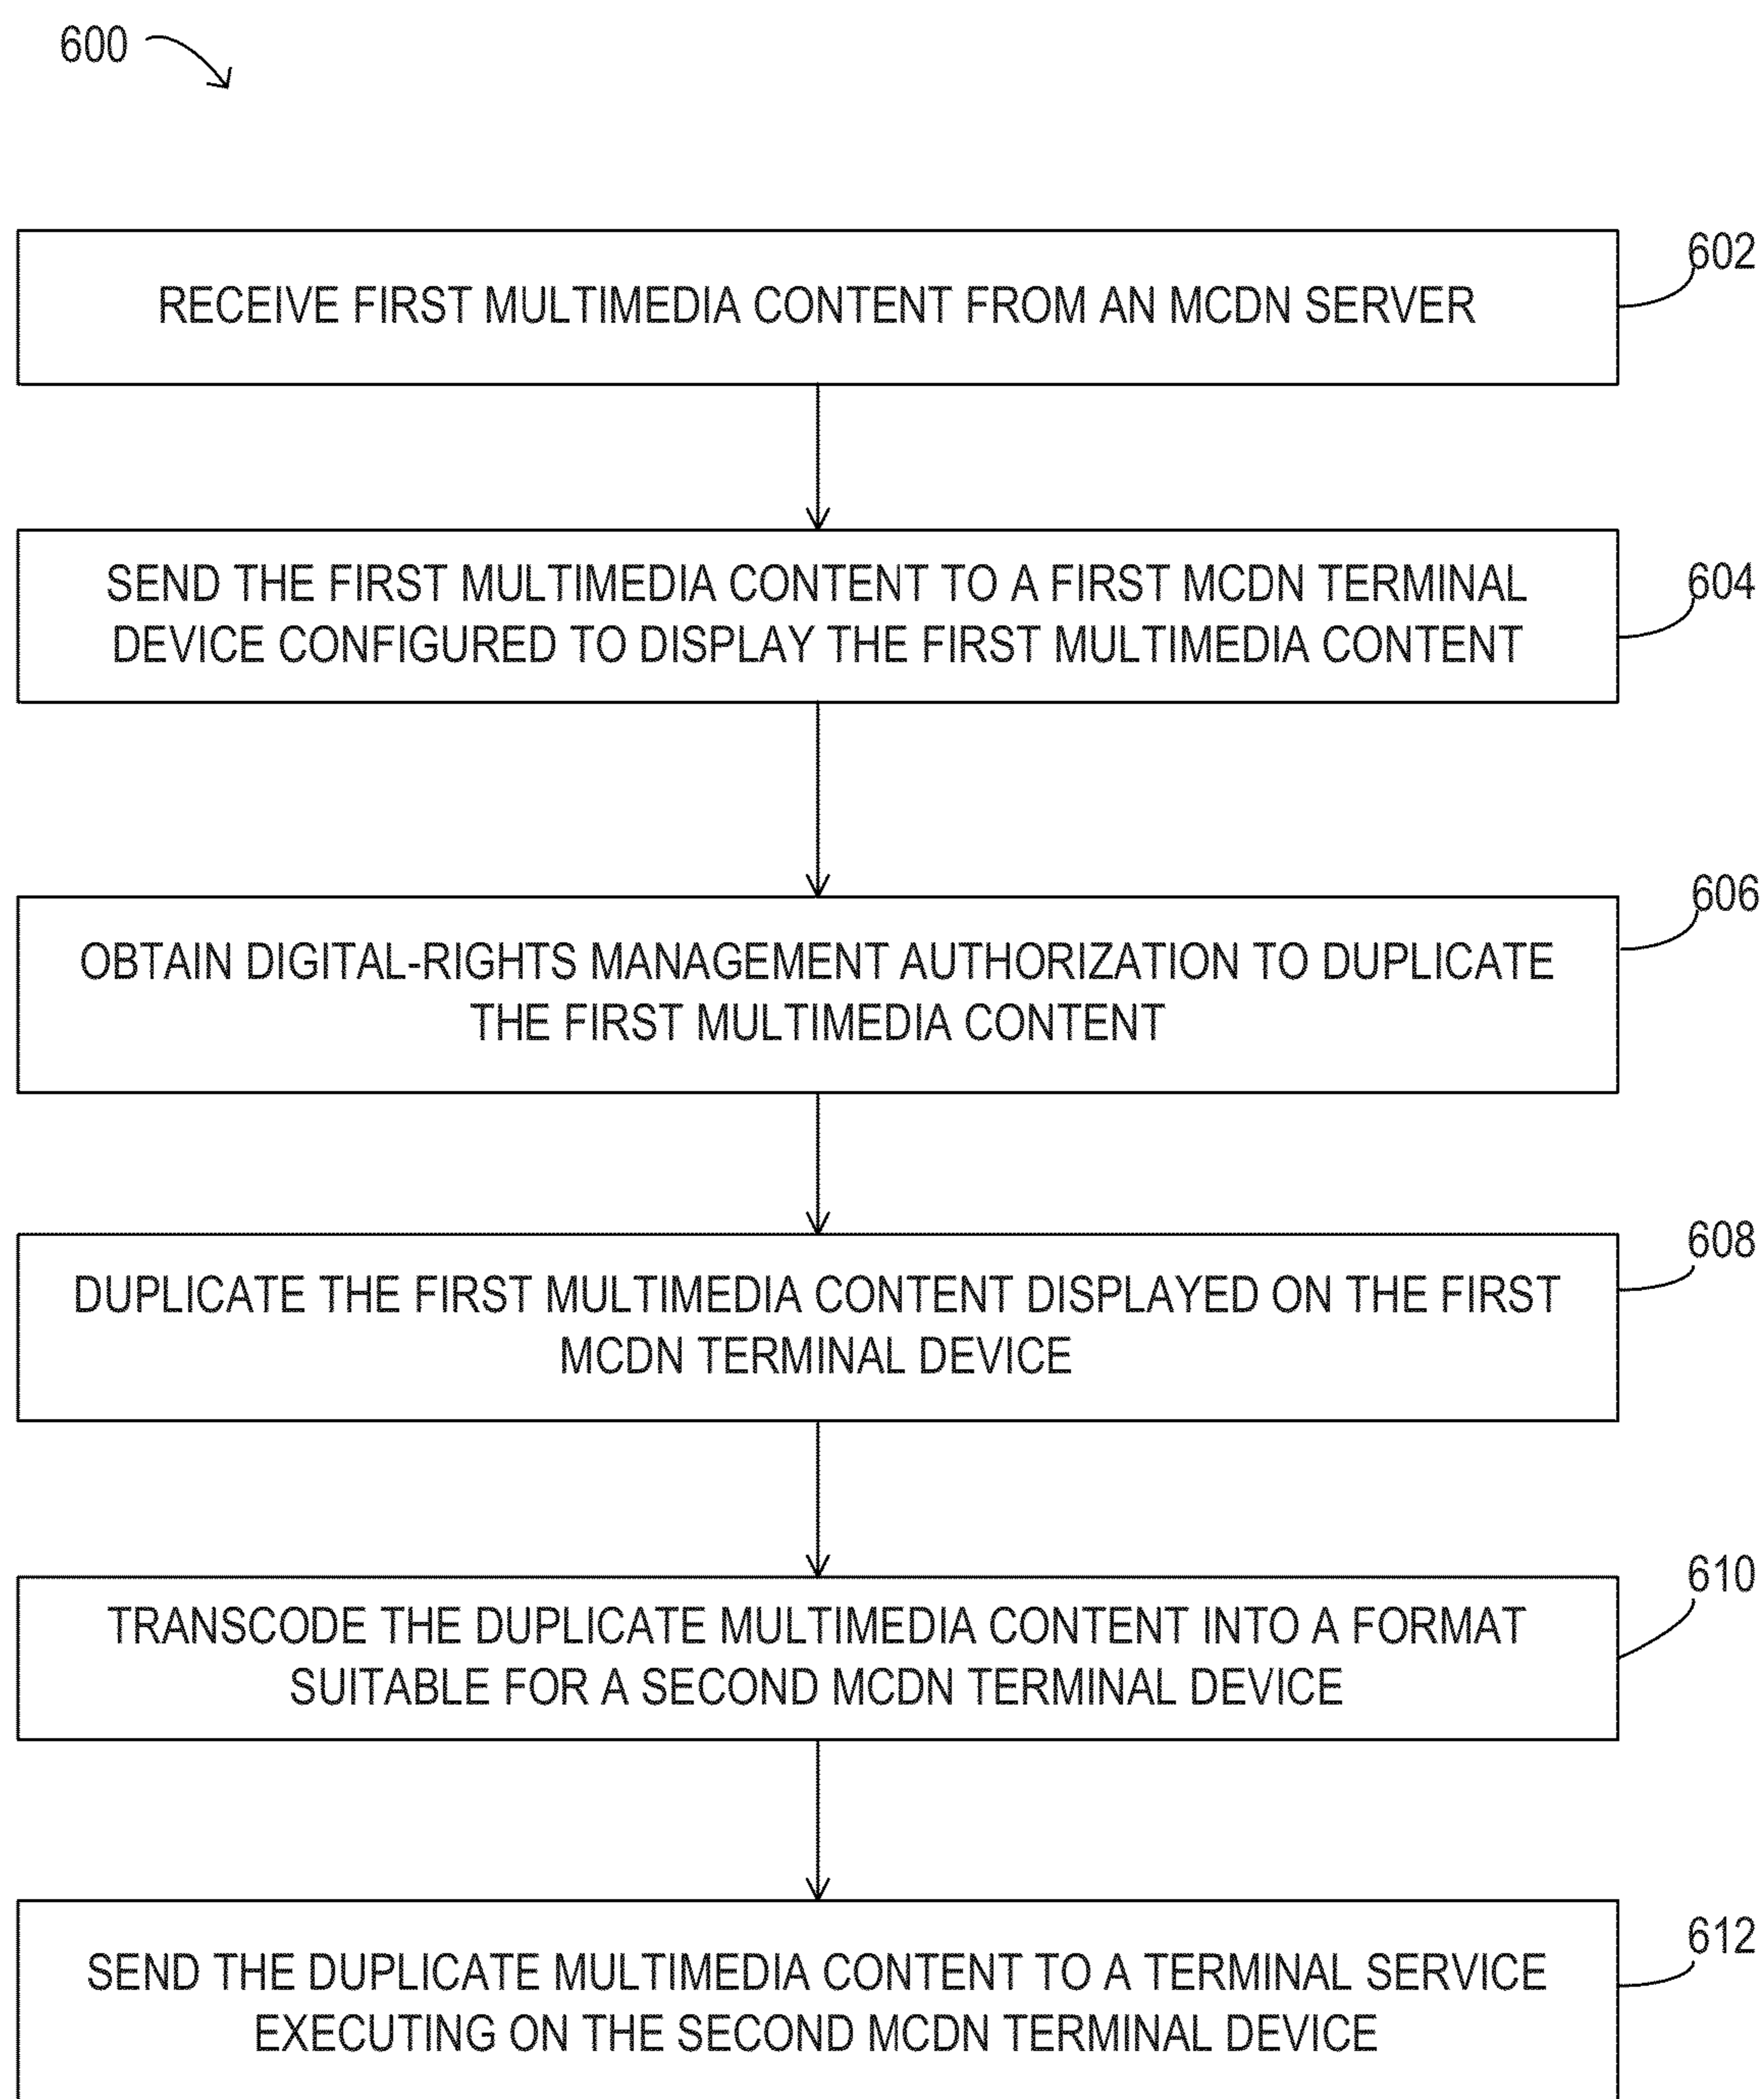 600
602
RECEIVE FIRST MULTIMEDIA CONTENT FROM AN MCDN SERVER
604
SEND THE FIRST MULTIMEDIA CONTENT TO A FIRST MCDN TERMINAL
DEVICE CONFIGURED TO DISPLAY THE FIRST MULTIMEDIA CONTENT
606
OBTAIN DIGITAL-RIGHTS MANAGEMENT AUTHORIZATION TO DUPLICATE
THE FIRST MULTIMEDIA CONTENT
608
DUPLICATE THE FIRST MULTIMEDIA CONTENT DISPLAYED ON THE FIRST
MCDN TERMINAL DEVICE
610
TRANSCODE THE DUPLICATE MULTIMEDIA CONTENT INTO A FORMAT
SUITABLE FOR A SECOND MCDN TERMINAL DEVICE
612
SEND THE DUPLICATE MULTIMEDIA CONTENT TO A TERMINAL SERVICE
EXECUTING ON THE SECOND MCDN TERMINAL DEVICE